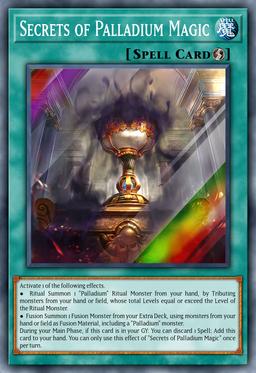 Secrets of Palladium Magic
SPELL
魔
[Spell Card]
Activate 1 of the following effects.
● Ritual Summon 1 "Palladium" Ritual Monster from your hand, by Tributing
monsters from your hand or field, whose total Levels equal or exceed the Level of
the Ritual Monster.
● Fusion Summon 1 Fusion Monster from your Extra Deck, using monsters from your
hand or field as Fusion Material, including a "Palladium" monster.
During your Main Phase, if this card is in your GY: You can discard 1 Spell; Add this
card to your hand. You can only use this effect of "Secrets of Palladium Magic" once
per turn.